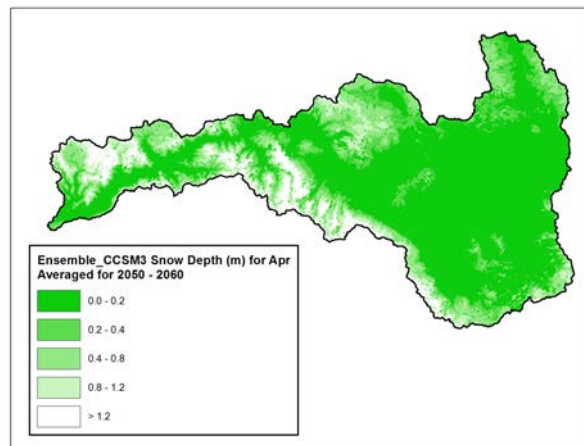 Ensemble_CCSM3 Snow Depth (m) for Apr
Averaged for 2050 - 2060
0.0 - 0.2
0.2 - 0.4
0.4 - 0.8
0.8 - 1.2
> 1.2